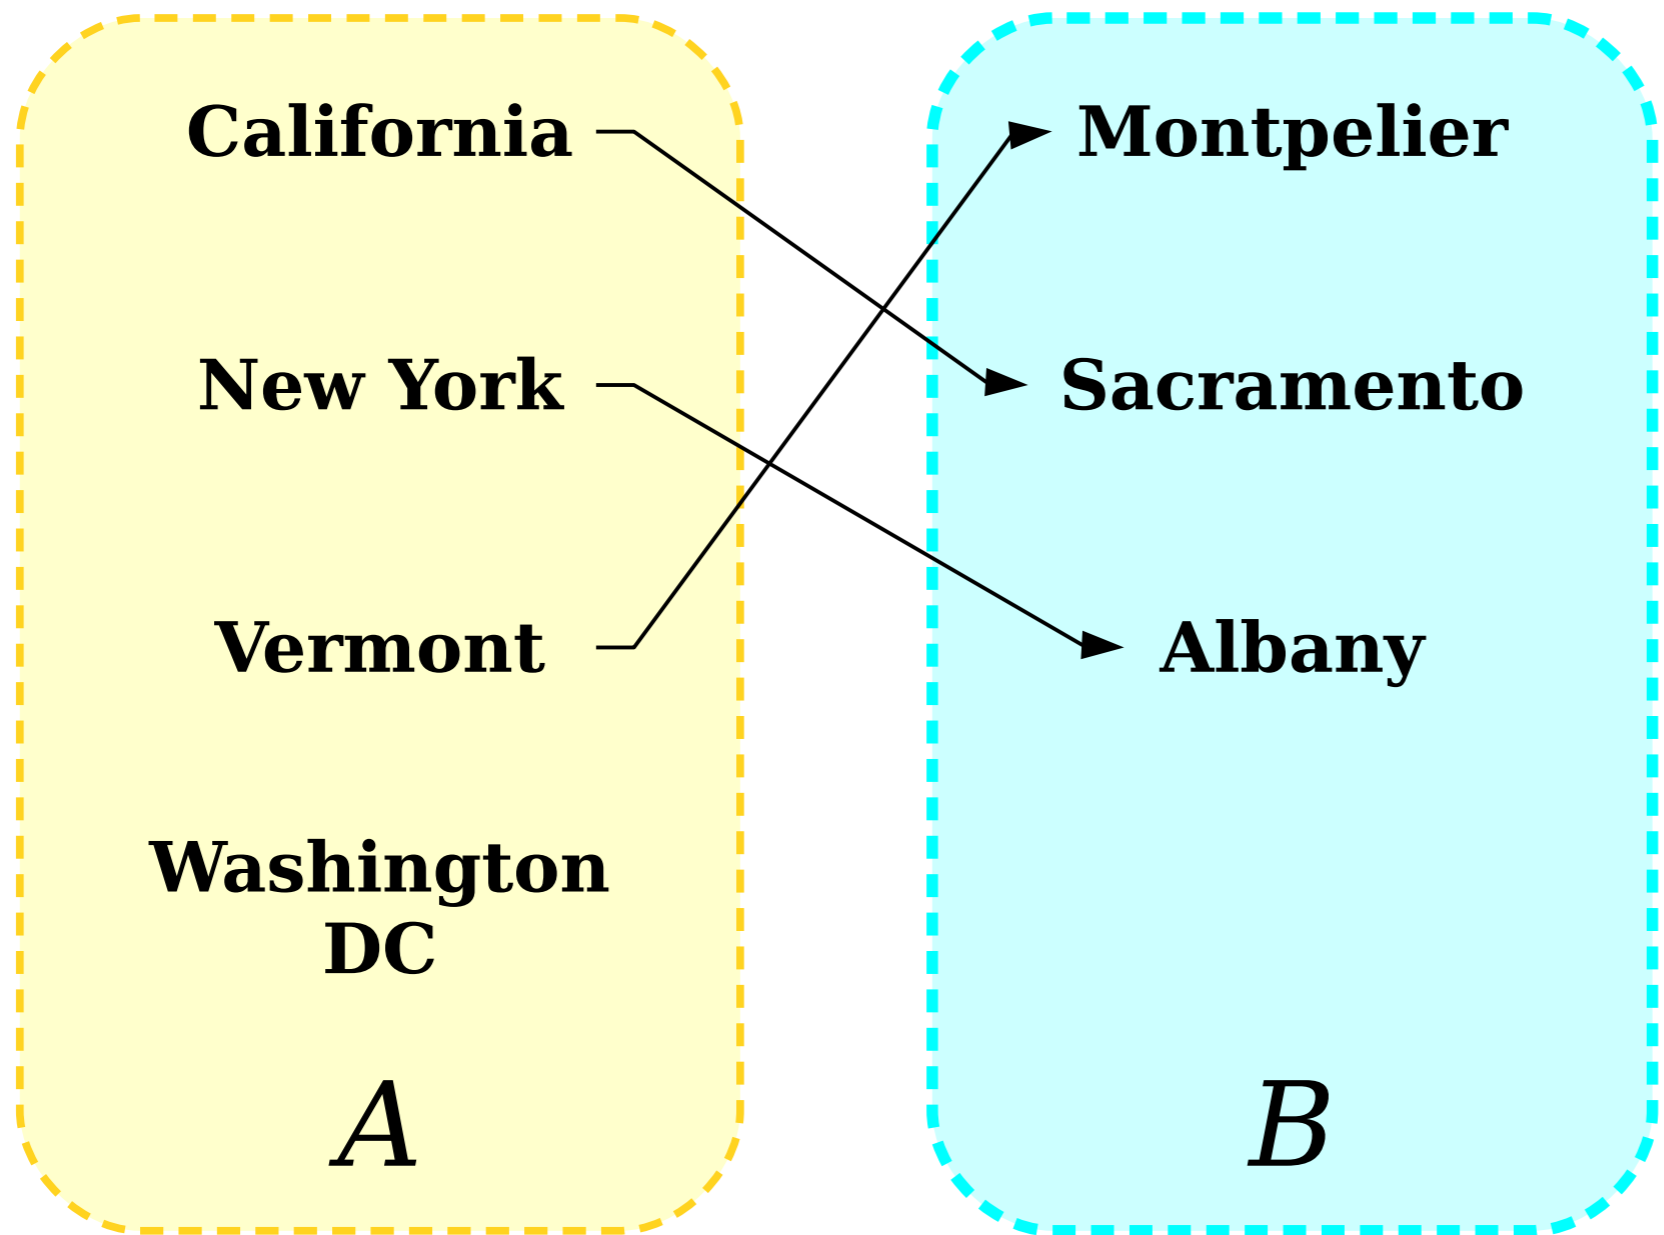 California
New York
Vermont
Washington
DC
A
Montpelier
Sacramento
Albany
B